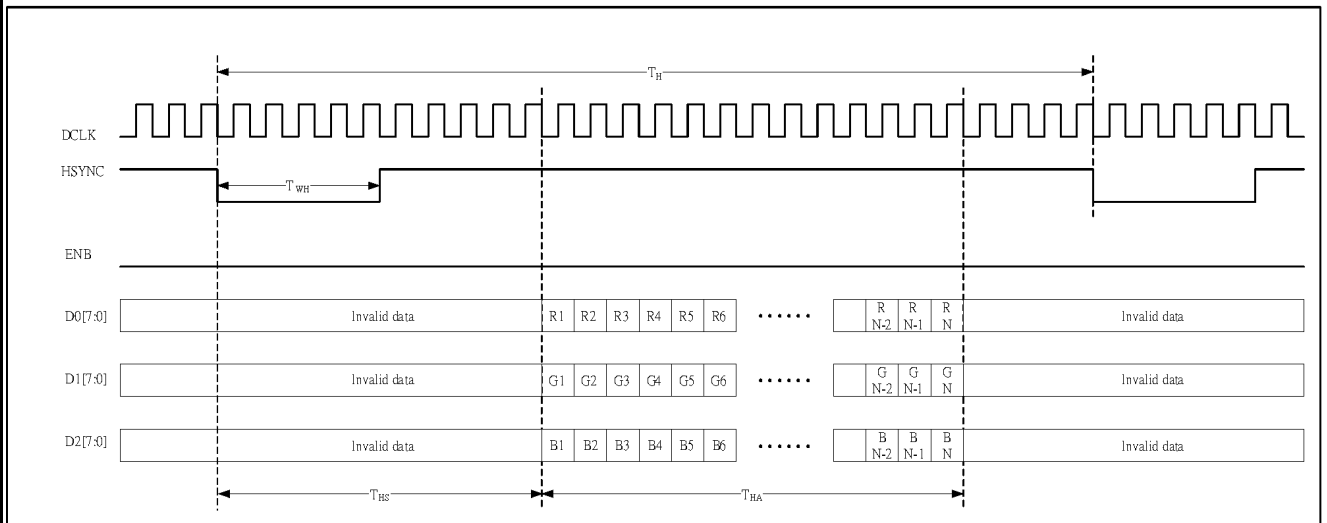 TH
DCLK
HSYNC
TWH
ENB
D0[7:0] Invalid data R1 R2 R3 R4 R5 R6 ...... R N-2 R N-1 R N Invalid data
D1[7:0] Invalid data G1 G2 G3 G4 G5 G6 ...... G N-2 G N-1 G N Invalid data
D2[7:0] Invalid data B1 B2 B3 B4 B5 B6 ...... B N-2 B N-1 B N Invalid data
THS THA